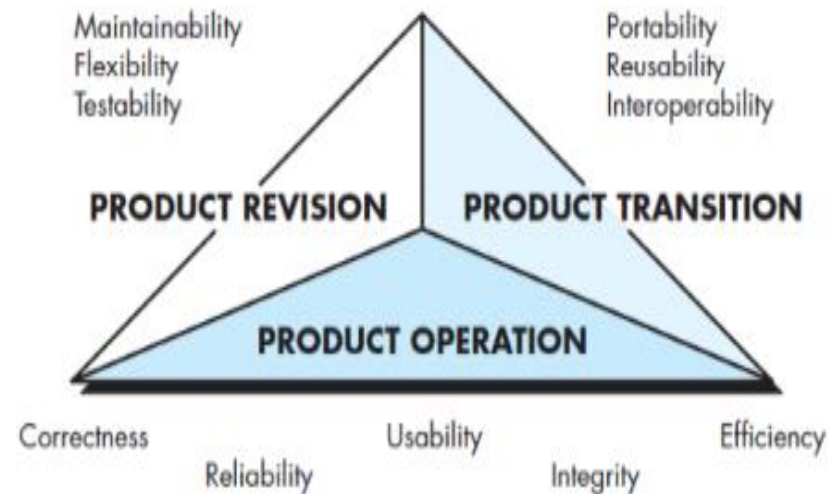 Maintainability
Flexibility
Testability
Portability
Reusability
Interoperability
PRODUCT REVISION
PRODUCT TRANSITION
PRODUCT OPERATION
Correctness
Usability
Efficiency
Reliability
Integrity